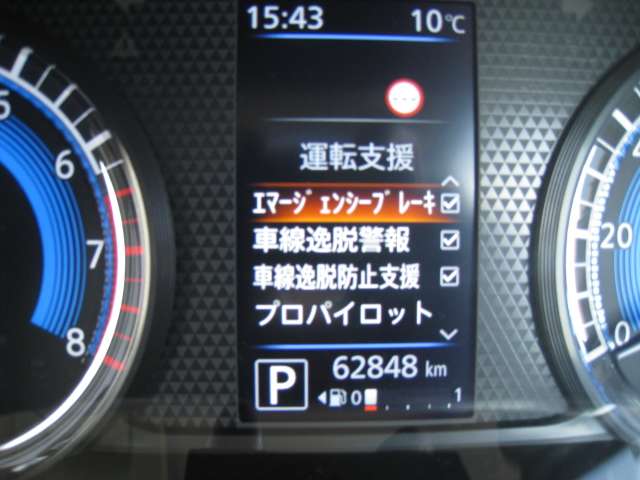 15:43 10℃
運転支援
ｴﾏｰｼﾞｪﾝｼｰﾌﾞﾚｰｷ
車線逸脱警報
車線逸脱防止支援
プロパイロット
P 62848 km
0 1
5
6
7
8
20
0